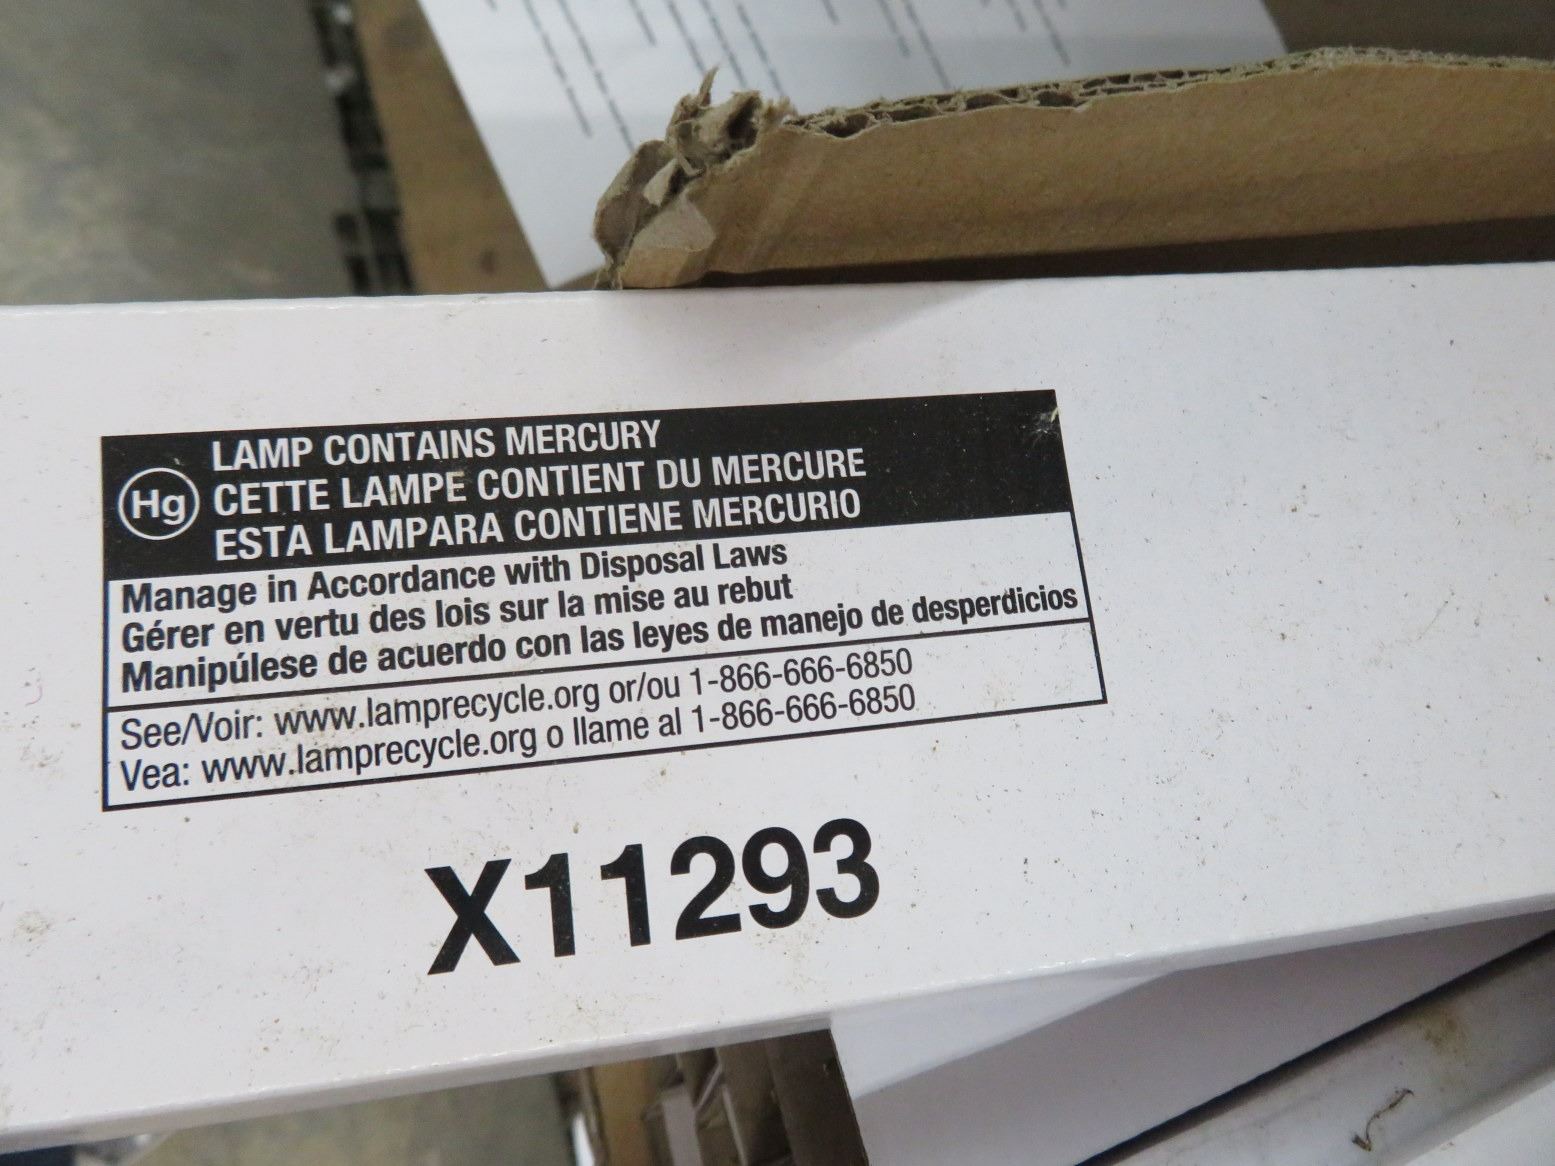 LAMP CONTAINS MERCURY
Hg CETTE LAMPE CONTIENT DU MERCURE
ESTA LAMPARA CONTIENE MERCURIO
Manage in Accordance with Disposal Laws
Gérer en vertu des lois sur la mise au rebut
Manipúlese de acuerdo con las leyes de manejo de desperdicios
See/Voir: www.lamprecycle.org or/ou 1-866-666-6850
Vea: www.lamprecycle.org o llame al 1-866-666-6850
X11293